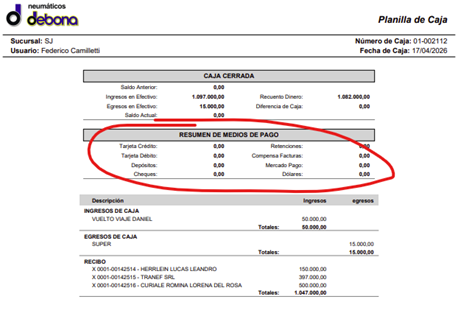 neumáticos
debona
Planilla de Caja
Sucursal: SJ
Número de Caja: 01-002112
Usuario: Federico Camilletti
Fecha de Caja: 17/04/2026
CAJA CERRADA
Saldo Anterior: 0,00
Ingresos en Efectivo: 1.097.000,00 Recuento Dinero: 1.082.000,00
Egresos en Efectivo: 15.000,00 Diferencia de Caja: 0,00
Saldo Actual: 0,00
RESUMEN DE MEDIOS DE PAGO
Tarjeta Crédito: 0,00 Retenciones: 0,00
Tarjeta Débito: 0,00 Compensa Facturas: 0,00
Depósitos: 0,00 Mercado Pago: 0,00
Cheques: 0,00 Dólares: 0,00
Descripción Ingresos egresos
INGRESOS DE CAJA
VUELTO VIAJE DANIEL 50.000,00
Totales: 50.000,00
EGRESOS DE CAJA
SUPER 15.000,00
Totales: 15.000,00
RECIBO
X 0001-00142514 - HERRLEIN LUCAS LEANDRO 150.000,00
X 0001-00142515 - TRANEF SRL 397.000,00
X 0001-00142516 - CURIALE ROMINA LORENA DEL ROSA 500.000,00
Totales: 1.047.000,00